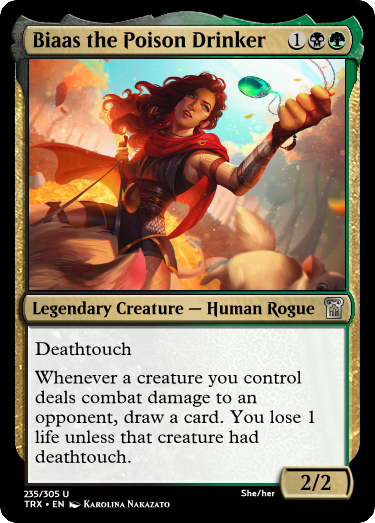 Biaas the Poison Drinker 1
Legendary Creature — Human Rogue
Deathtouch
Whenever a creature you control
deals combat damage to an
opponent, draw a card. You lose 1
life unless that creature had
deathtouch.
2/2
235/305 U
She/her
TRX • EN Karolina Nakazato